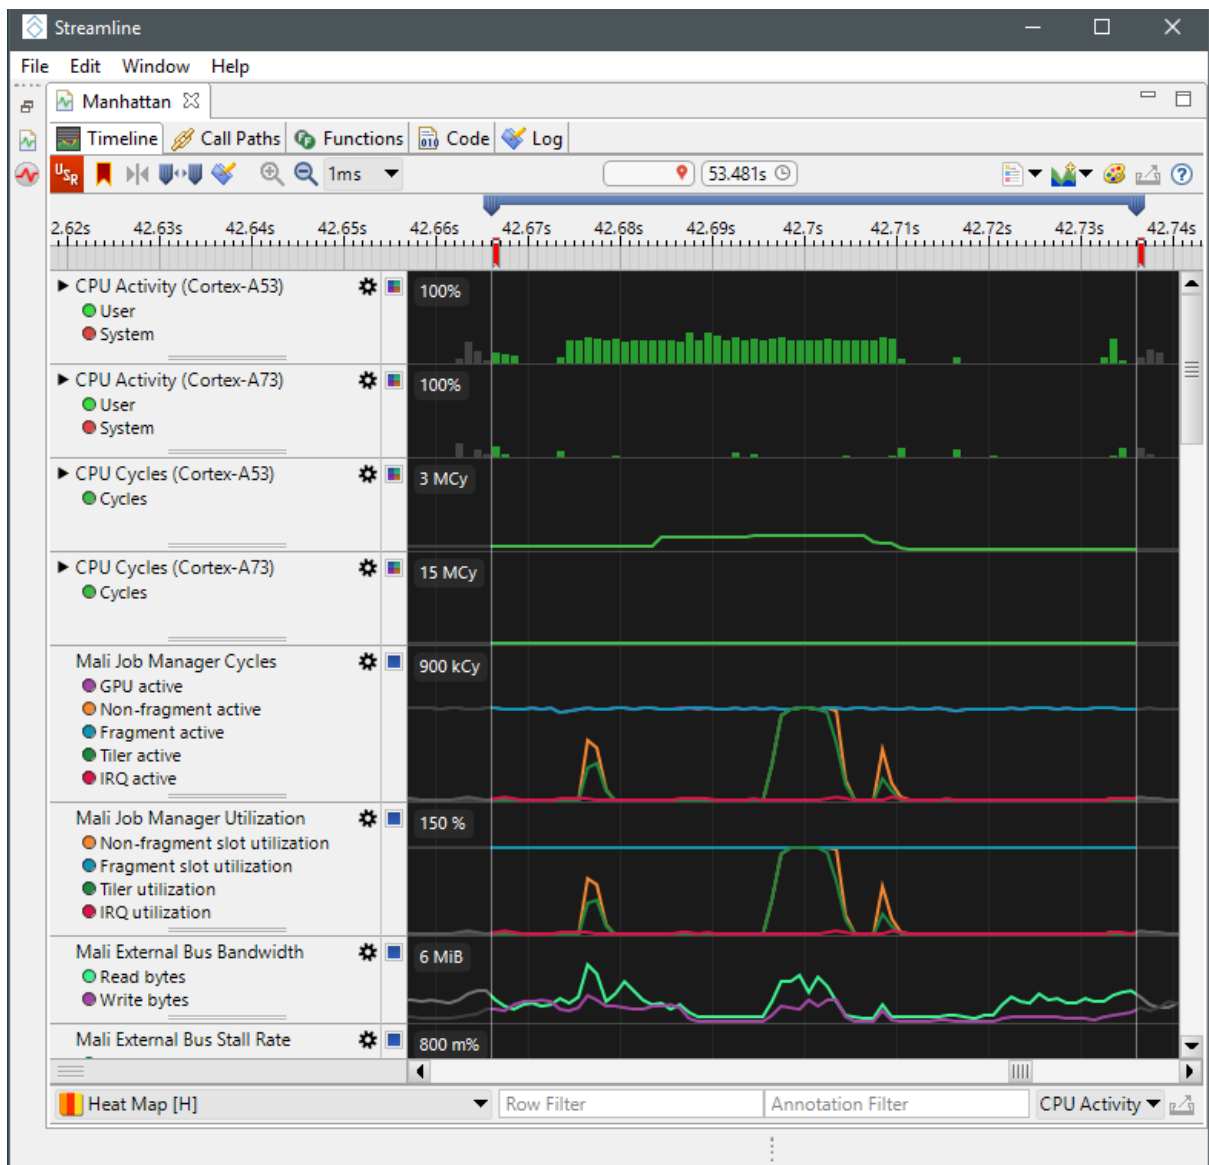 Streamline
File Edit Window Help
Manhattan
Timeline Call Paths Functions Code Log
USR 1ms 53.481s
2.62s 42.63s 42.64s 42.65s 42.66s 42.67s 42.68s 42.69s 42.7s 42.71s 42.72s 42.73s 42.74s
CPU Activity (Cortex-A53) 100%
User
System
CPU Activity (Cortex-A73) 100%
User
System
CPU Cycles (Cortex-A53) 3 MCy
Cycles
CPU Cycles (Cortex-A73) 15 MCy
Cycles
Mali Job Manager Cycles 900 kCy
GPU active
Non-fragment active
Fragment active
Tiler active
IRQ active
Mali Job Manager Utilization 150 %
Non-fragment slot utilization
Fragment slot utilization
Tiler utilization
IRQ utilization
Mali External Bus Bandwidth 6 MiB
Read bytes
Write bytes
Mali External Bus Stall Rate 800 m%
Heat Map [H] Row Filter Annotation Filter CPU Activity